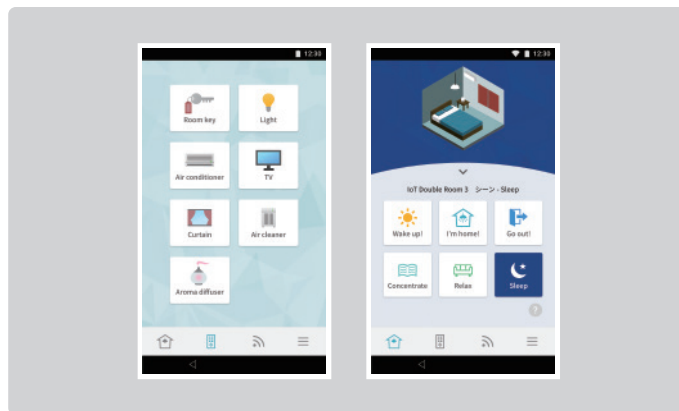 12:30
Room key
Light
Air conditioner
TV
Curtain
Air cleaner
Aroma diffuser
12:30
IoT Double Room 3 シーン - Sleep
Wake up!
I'm home!
Go out!
Concentrate
Relax
Sleep
?